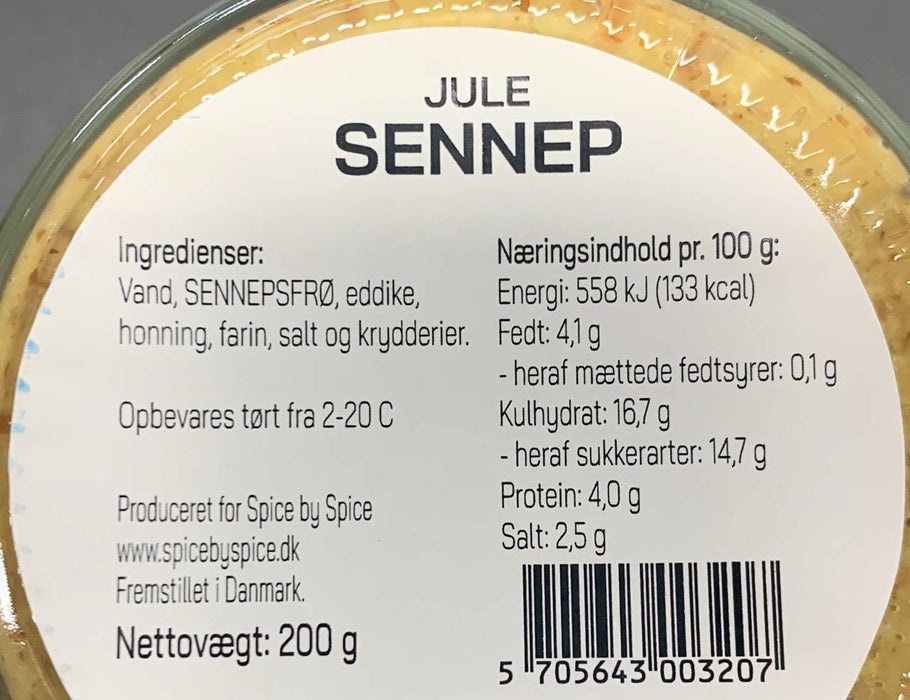 JULE
SENNEP
Ingredienser:
Vand, SENNEPSFRØ, eddike,
honning, farin, salt og krydderier.
Opbevares tørt fra 2-20 C
Produceret for Spice by Spice
www.spicebyspice.dk
Fremstillet i Danmark.
Nettovægt: 200 g
Næringsindhold pr. 100 g:
Energi: 558 kJ (133 kcal)
Fedt: 4,1 g
- heraf mættede fedtsyrer: 0,1 g
Kulhydrat: 16,7 g
- heraf sukkerarter: 14,7 g
Protein: 4,0 g
Salt: 2,5 g
5 705643 003207